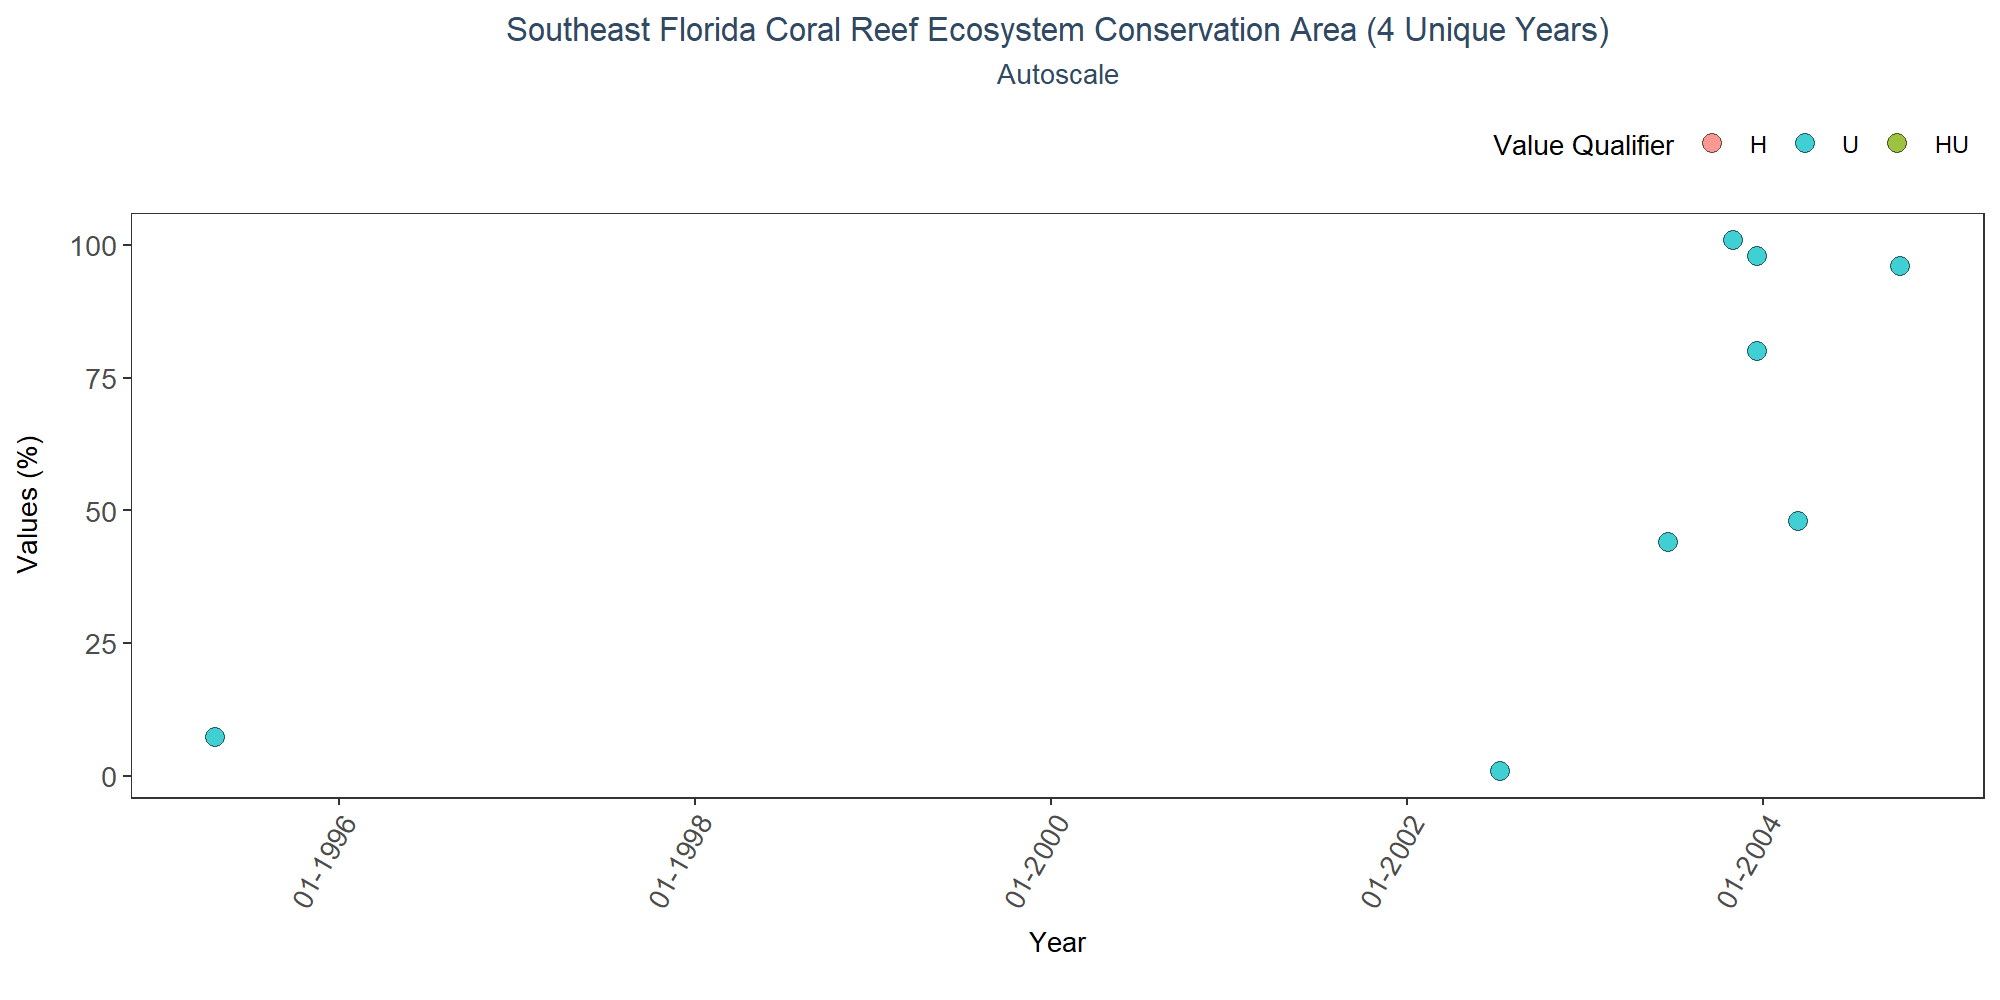 Southeast Florida Coral Reef Ecosystem Conservation Area (4 Unique Years)
Autoscale
Value Qualifier H U HU
Values (%)
100
75
50
25
0
01-1996 01-1998 01-2000 01-2002 01-2004
Year